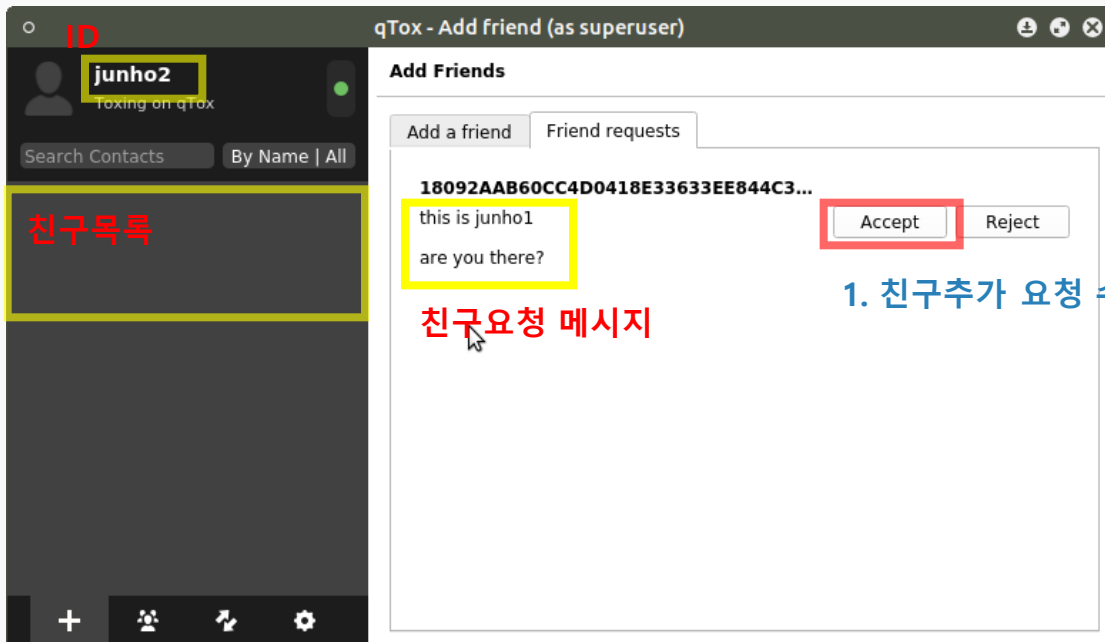 qTox - Add friend (as superuser)
ID
junho2
Toxing on qTox
Search Contacts
By Name | All
친구목록
Add Friends
Add a friend
Friend requests
18092AAB60CC4D0418E33633EE844C3...
this is junho1
are you there?
Accept
Reject
친구요청 메시지
1. 친구추가 요청